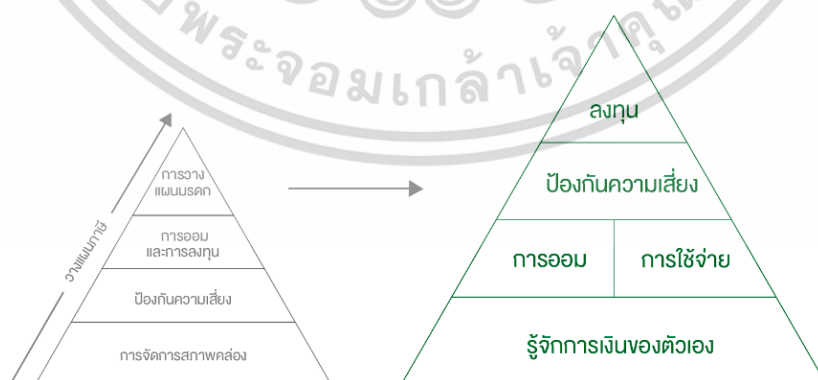 พระจอมเกล้าเจ้าคุณ
การวาง
แผนมรดก
การออม
และการลงทุน
ป้องกันความเสี่ยง
การจัดการสภาพคล่อง
วางแผนภาษี
ลงทุน
ป้องกันความเสี่ยง
การออม
การใช้จ่าย
รู้จักการเงินของตัวเอง